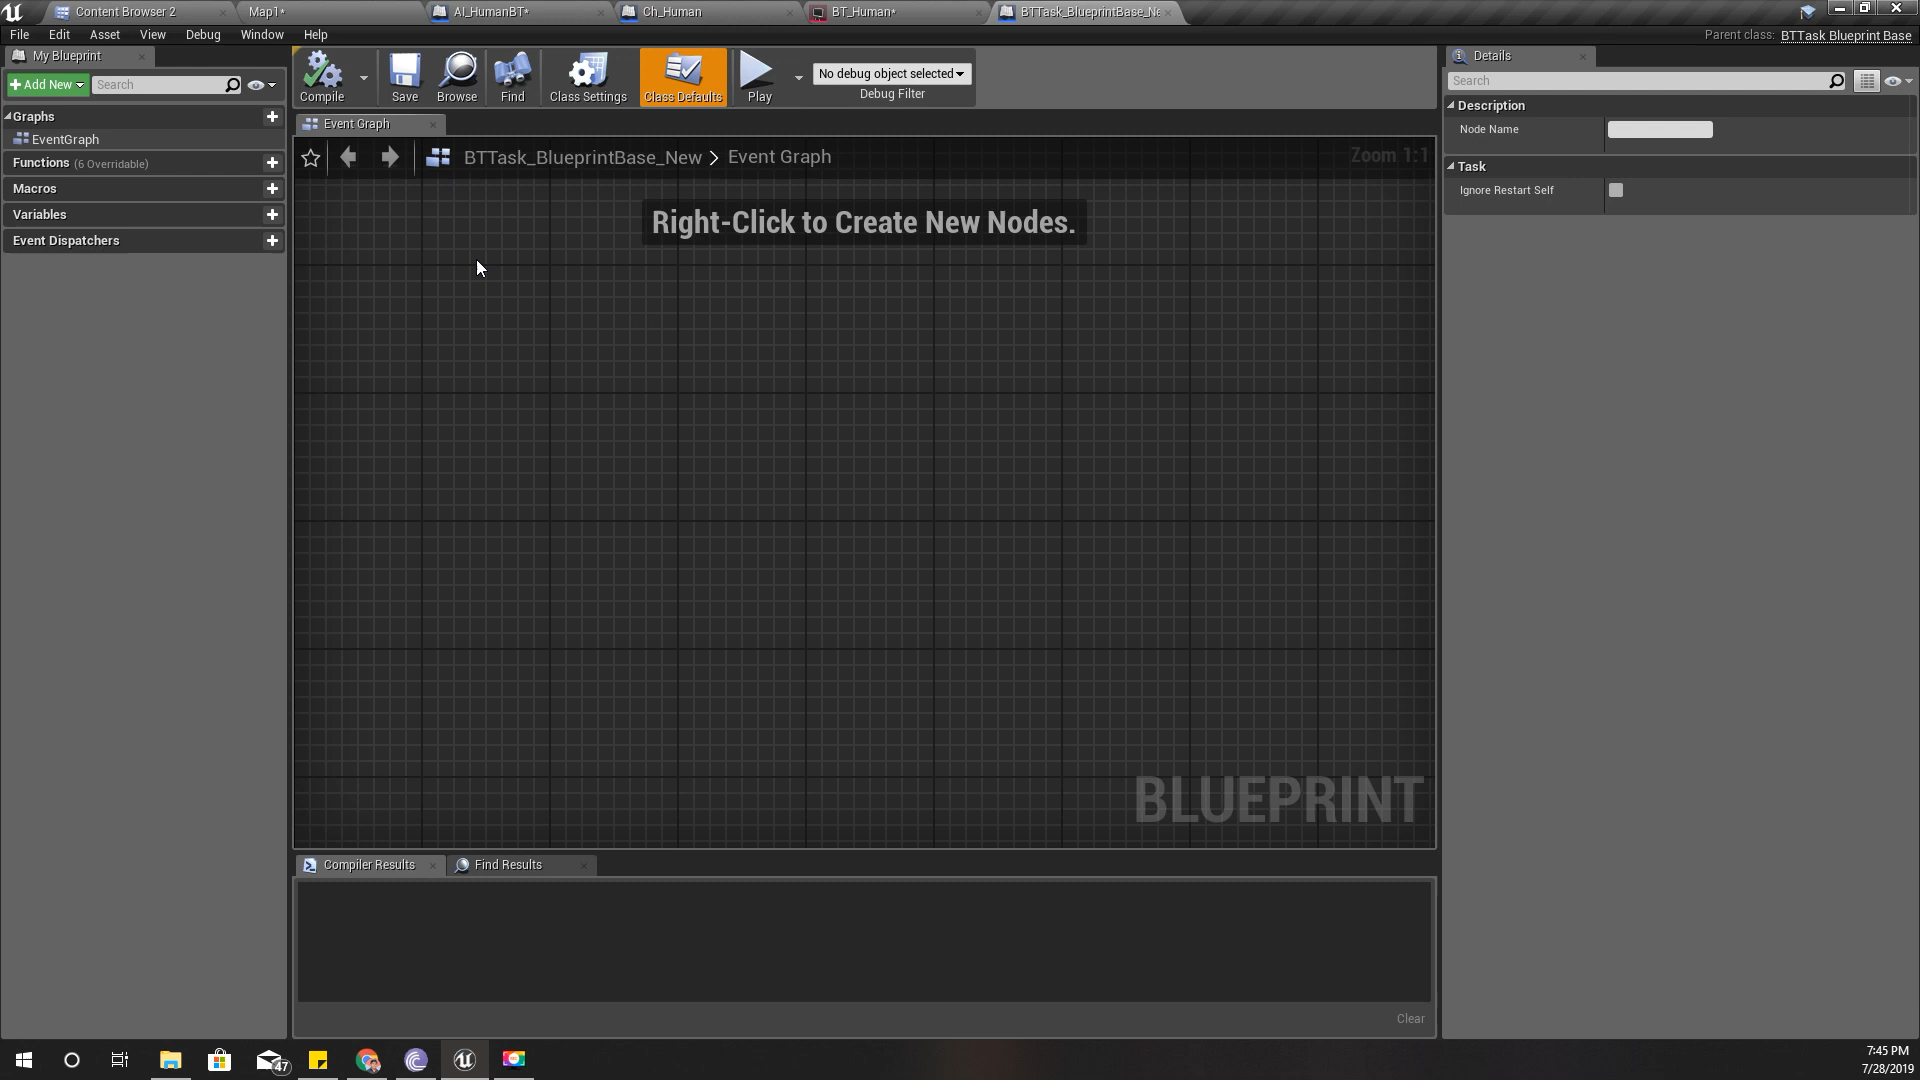 Content Browser 2
Map1*
AI_HumanBT*
Ch_Human
BT_Human*
BTTask_BlueprintBase_Ne
File Edit Asset View Debug Window Help
Parent class: BTTask Blueprint Base
My Blueprint
Add New
Search
Graphs
EventGraph
Functions (6 Overridable)
Macros
Variables
Event Dispatchers
Compile
Save
Browse
Find
Class Settings
Class Defaults
Play
No debug object selected
Debug Filter
Event Graph
BTTask_BlueprintBase_New > Event Graph
Zoom 1:1
Right-Click to Create New Nodes.
BLUEPRINT
Compiler Results
Find Results
Clear
Details
Search
Description
Node Name
Task
Ignore Restart Self
47
7:45 PM
7/28/2019